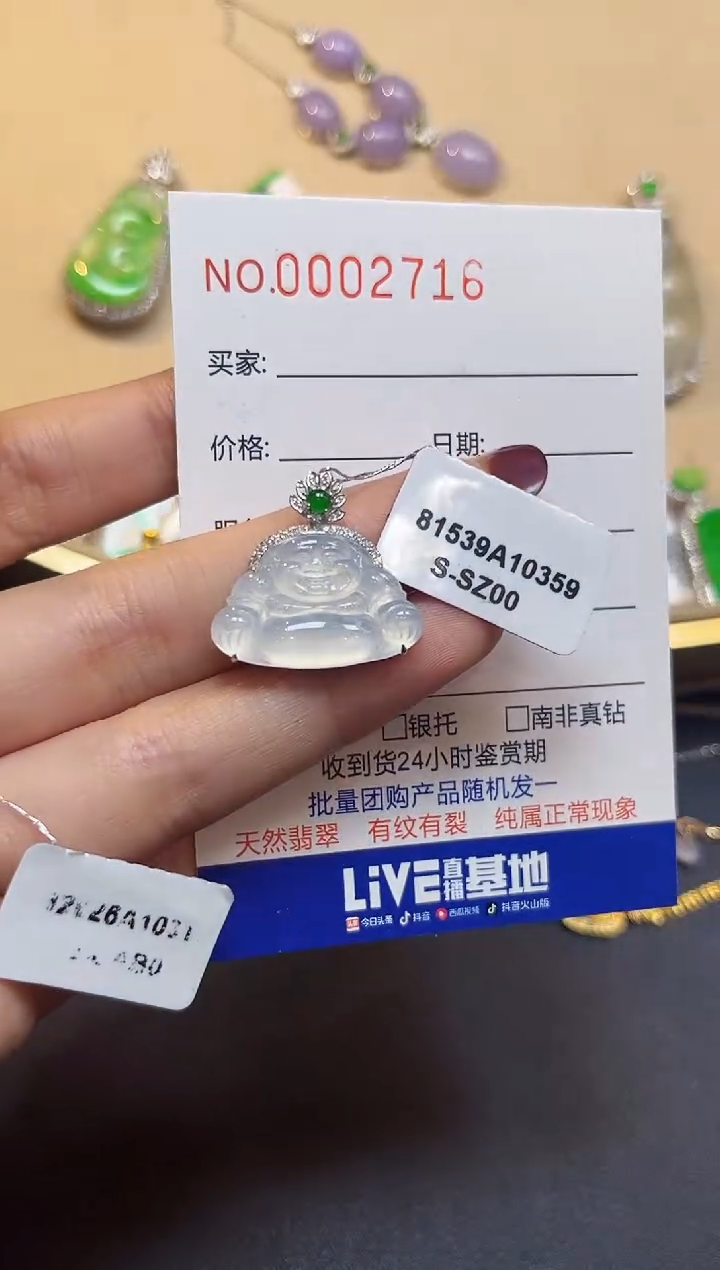 NO.0002716
买家:
价格:
日期:
81539A10359
S-SZ00
银托
南非真钻
收到货24小时鉴赏期
批量团购产品随机发一
天然翡翠 有纹有裂 纯属正常现象
LiVE直播基地
今日头条 抖音 西瓜视频 抖音火山版